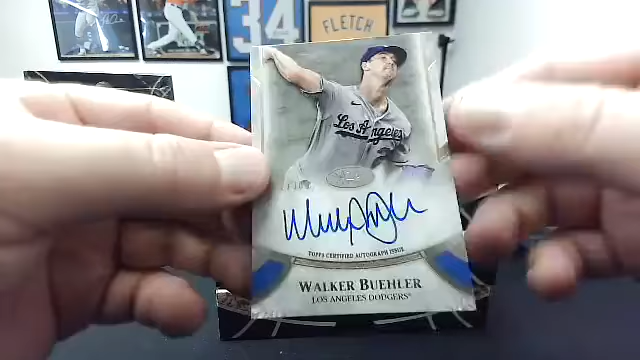 34
FLETCH
Los Angeles
TOPPS CERTIFIED AUTOGRAPH ISSUE
WALKER BUEHLER
LOS ANGELES DODGERS